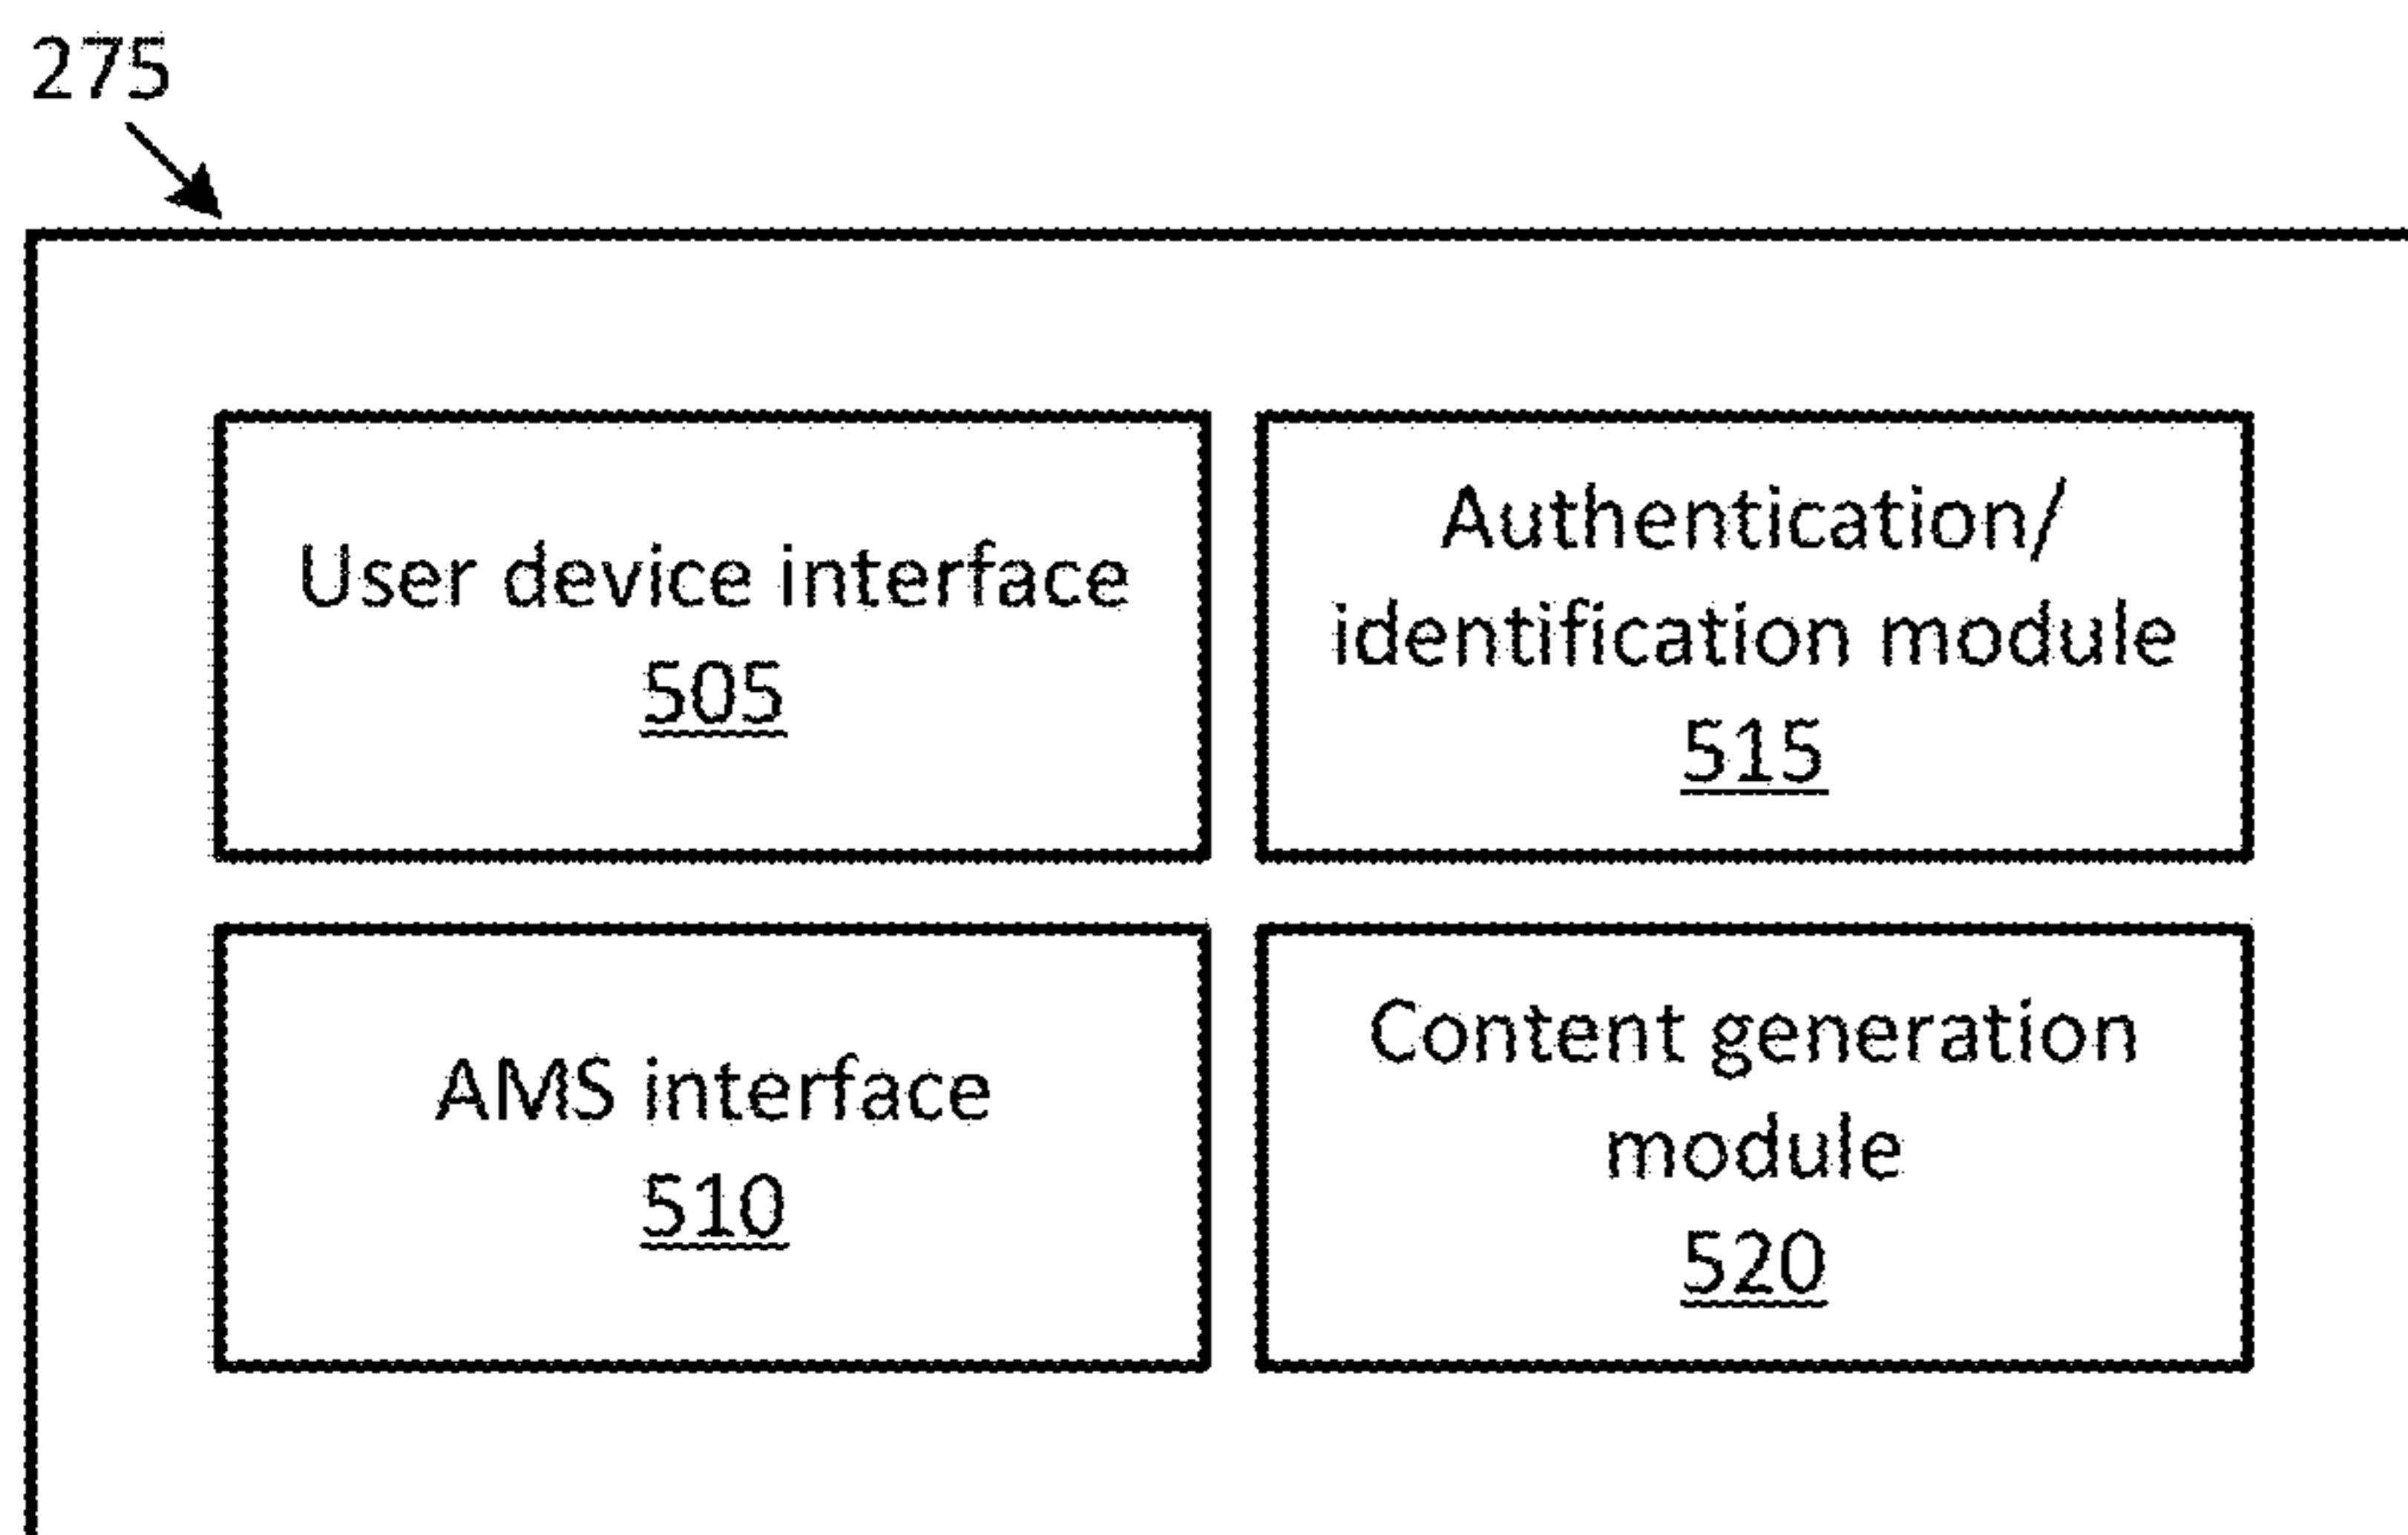 275
User device interface
505
Authentication/
identification module
515
AMS interface
510
Content generation
module
520